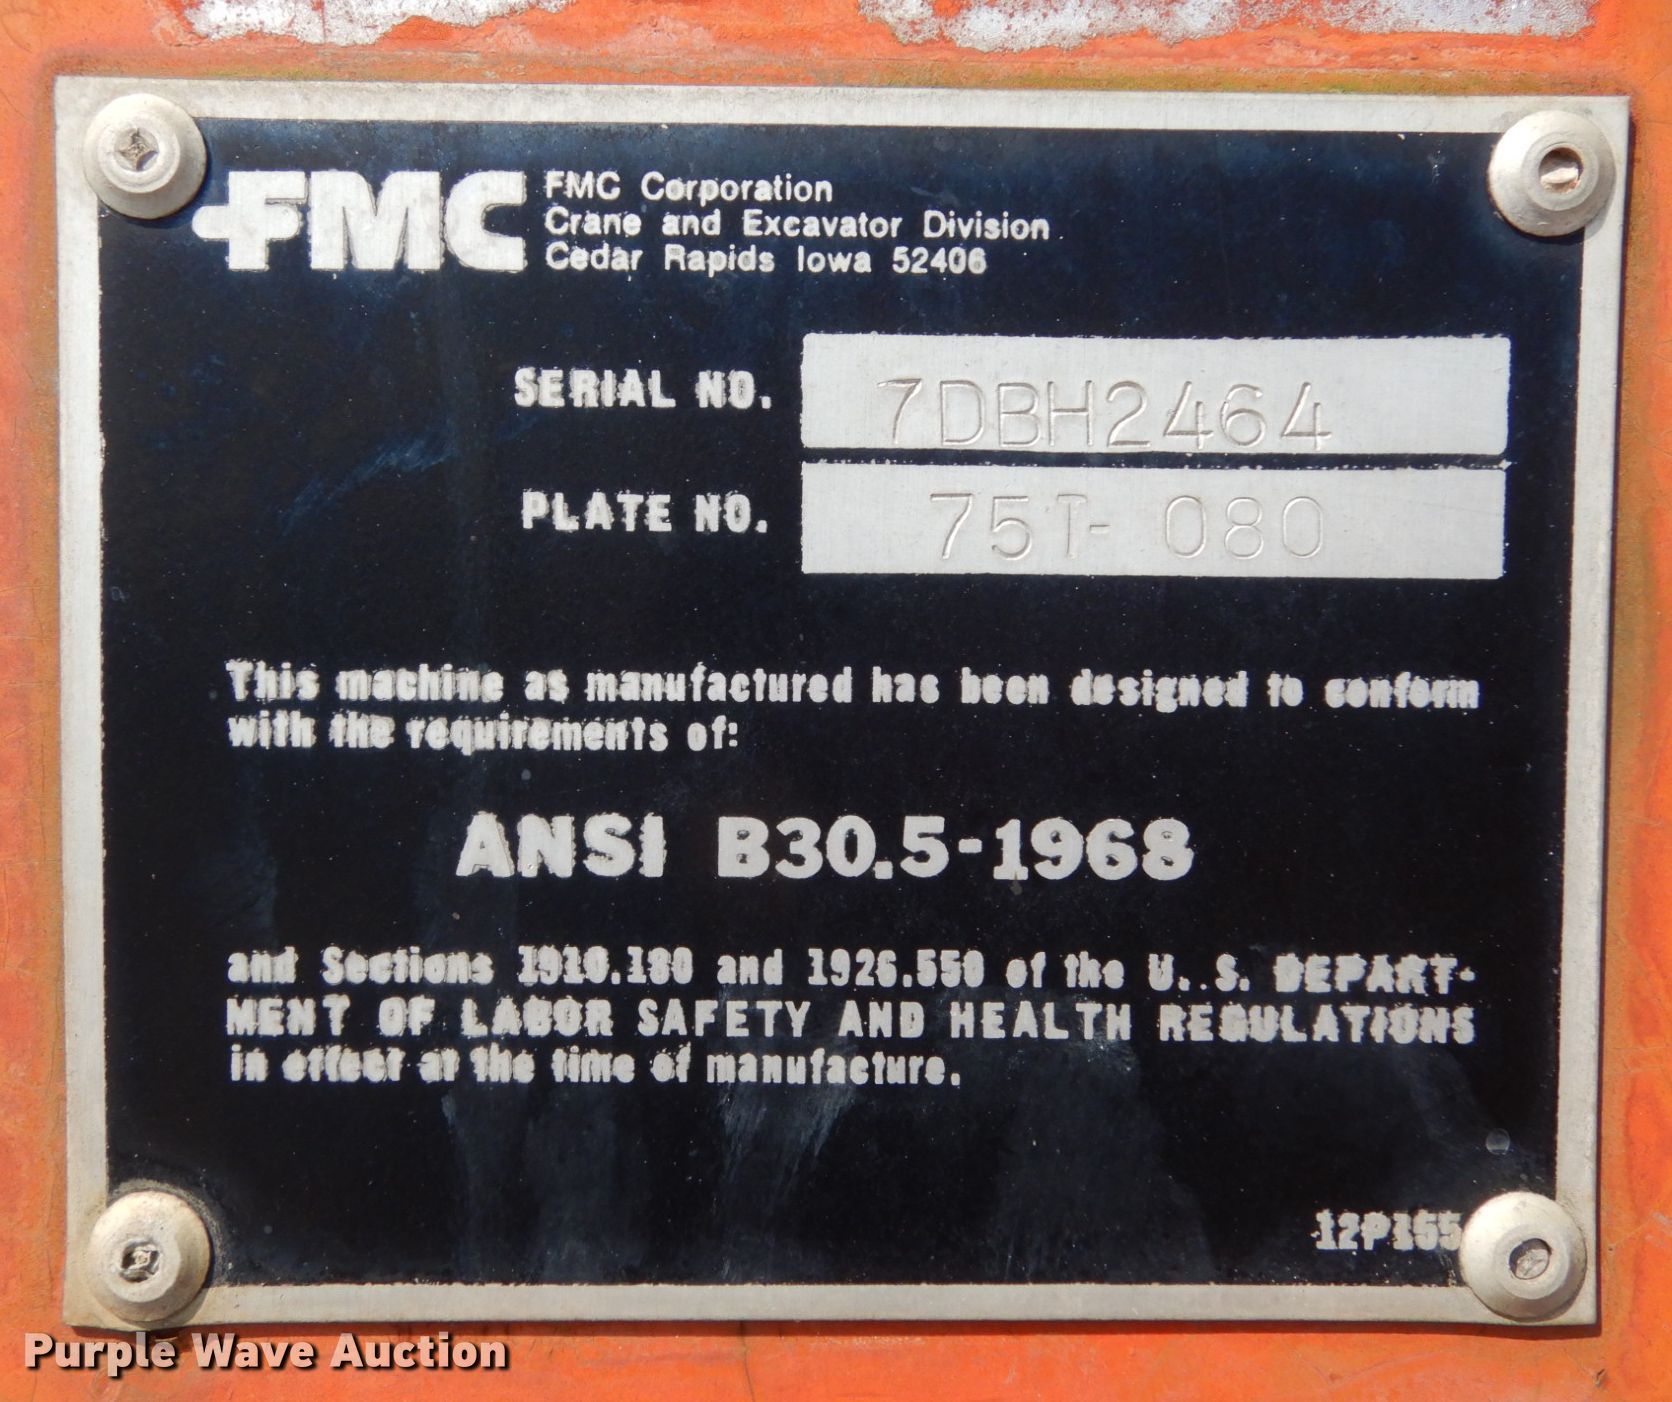 FMC
FMC Corporation
Crane and Excavator Division
Cedar Rapids Iowa 52406
SERIAL NO. 7DBH2464
PLATE NO. 75T- 080
This machine as manufactured has been designed to conform
with the requirements of:
ANSI B30.5-1968
and Sections 1910.180 and 1926.550 of the U. S. DEPART-
MENT OF LABOR SAFETY AND HEALTH REGULATIONS
in effect at the time of manufacture.
12P155
Purple Wave Auction